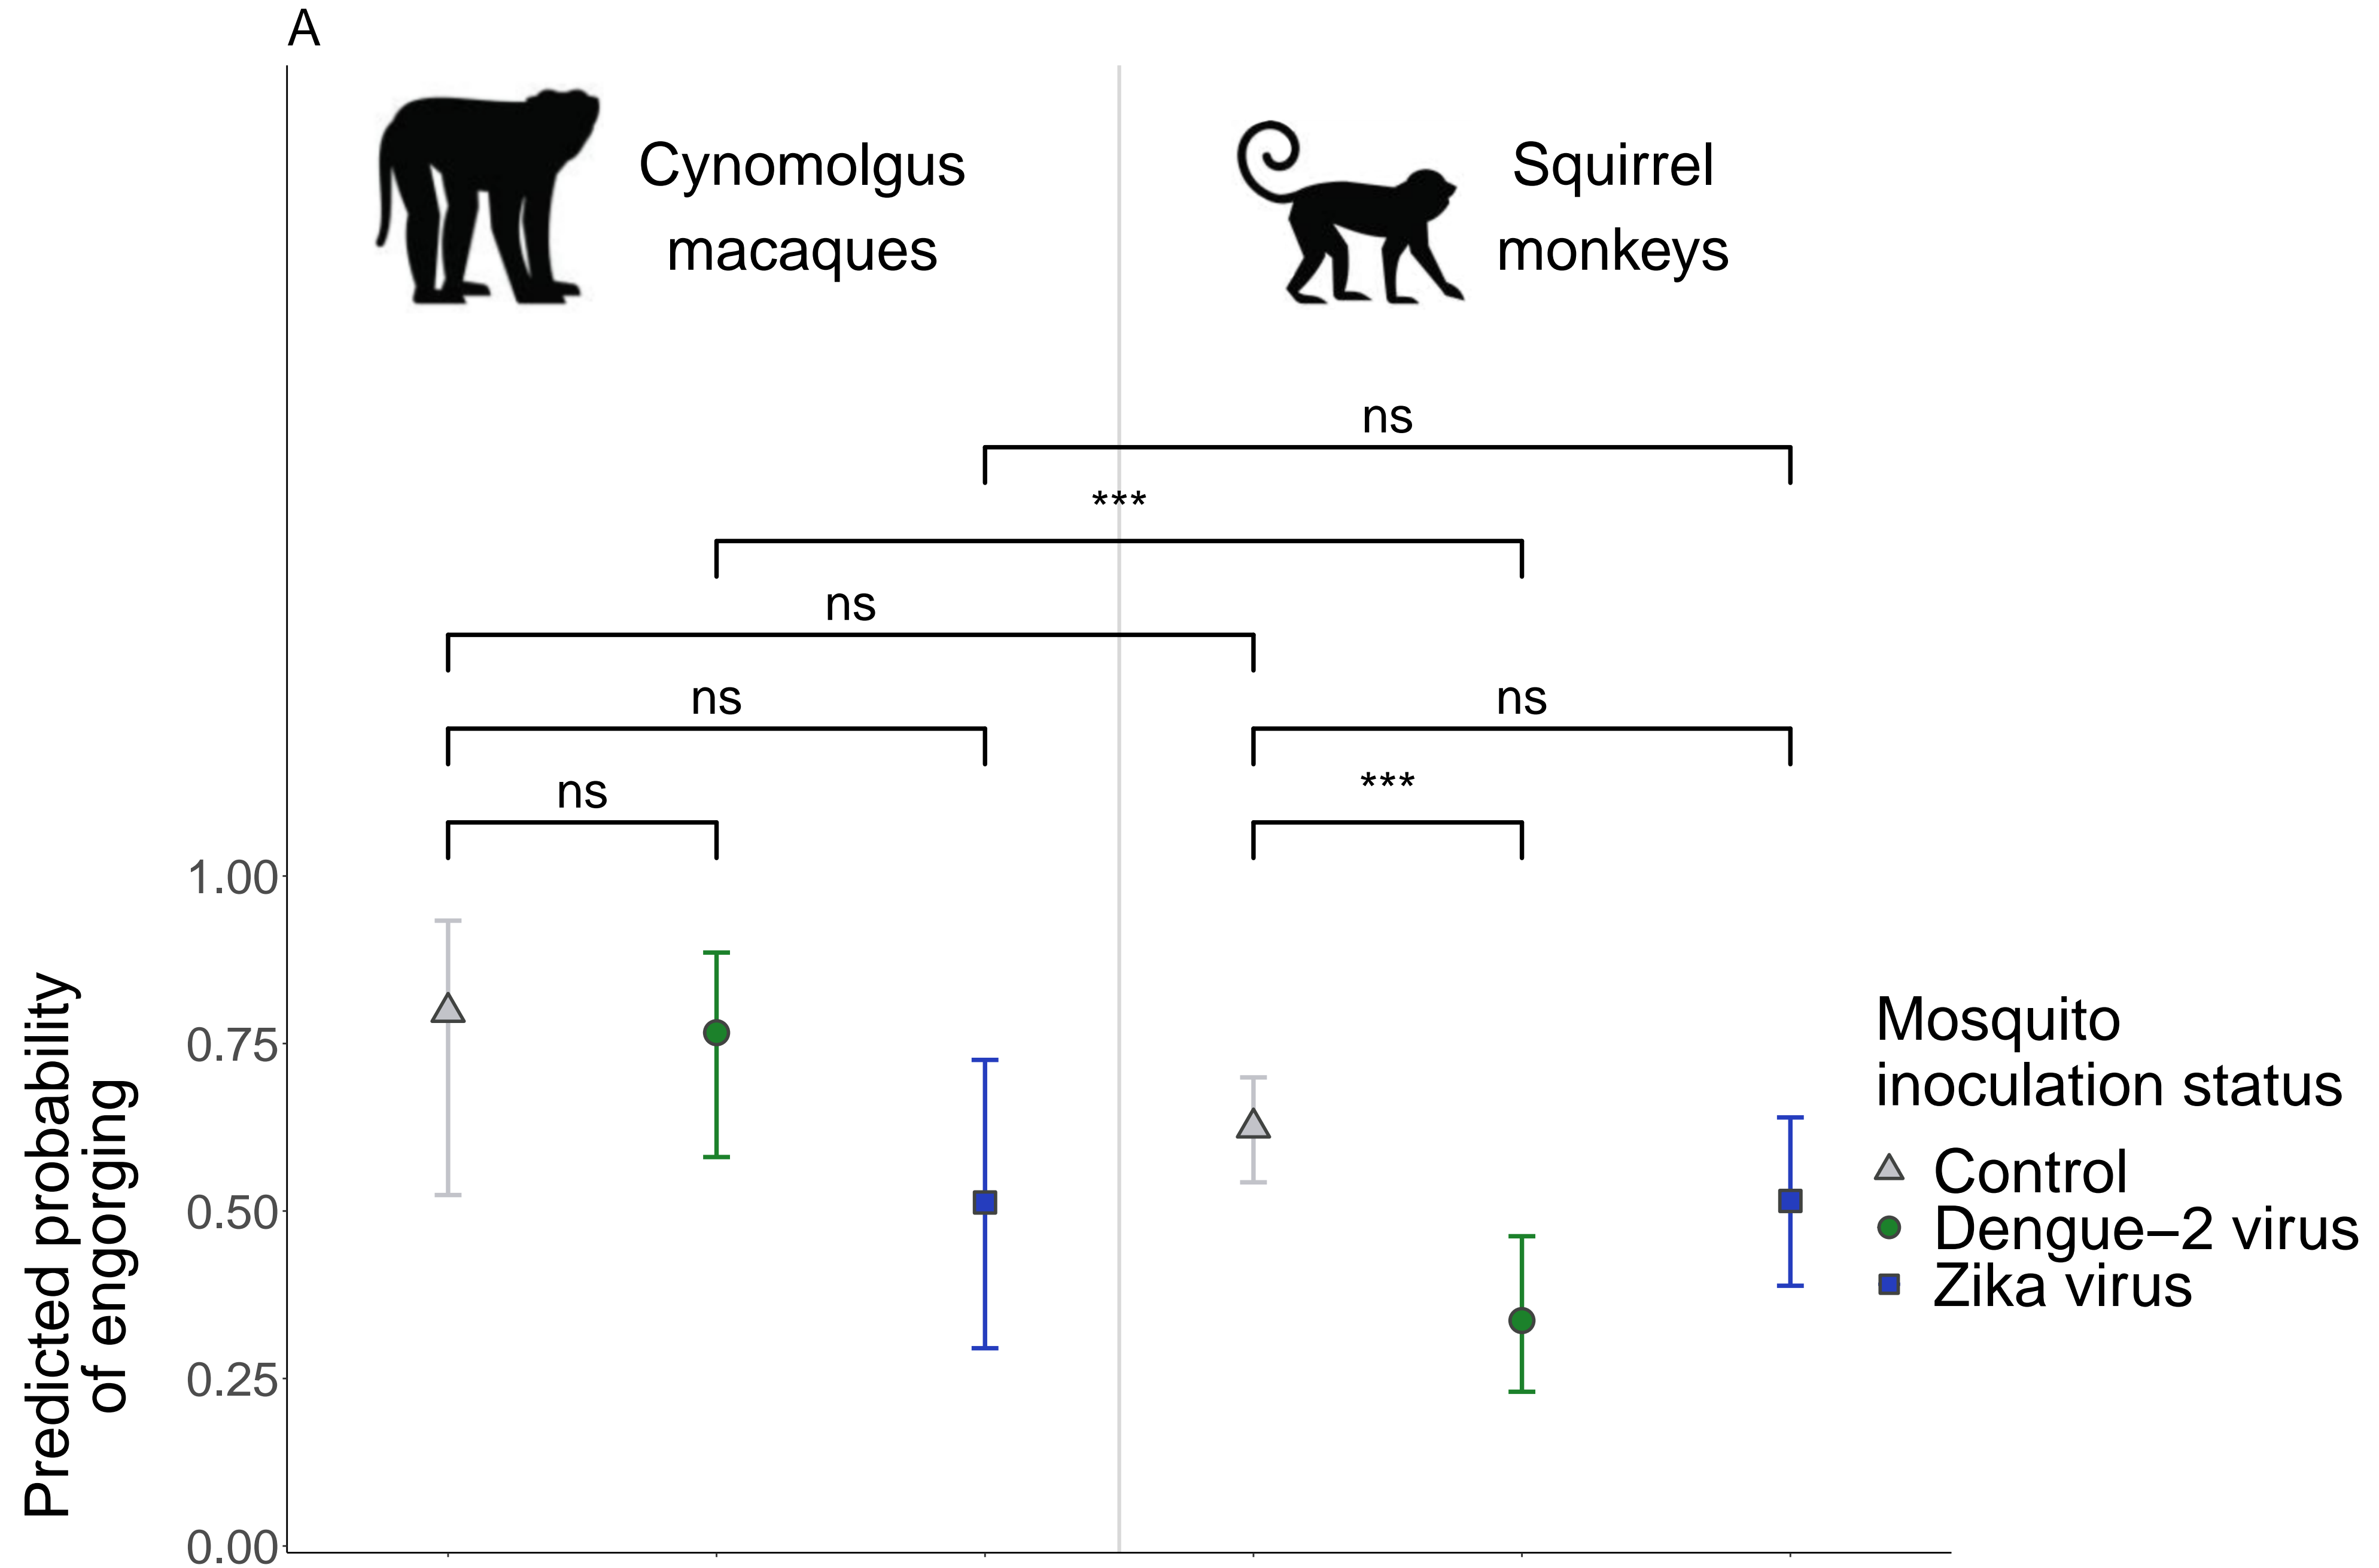 A
Cynomolgus
macaques
Squirrel
monkeys
ns
***
ns
ns
ns
ns
***
1.00
0.75
0.50
0.25
0.00
Predicted probability
of engorging
Mosquito
inoculation status
Control
Dengue–2 virus
Zika virus